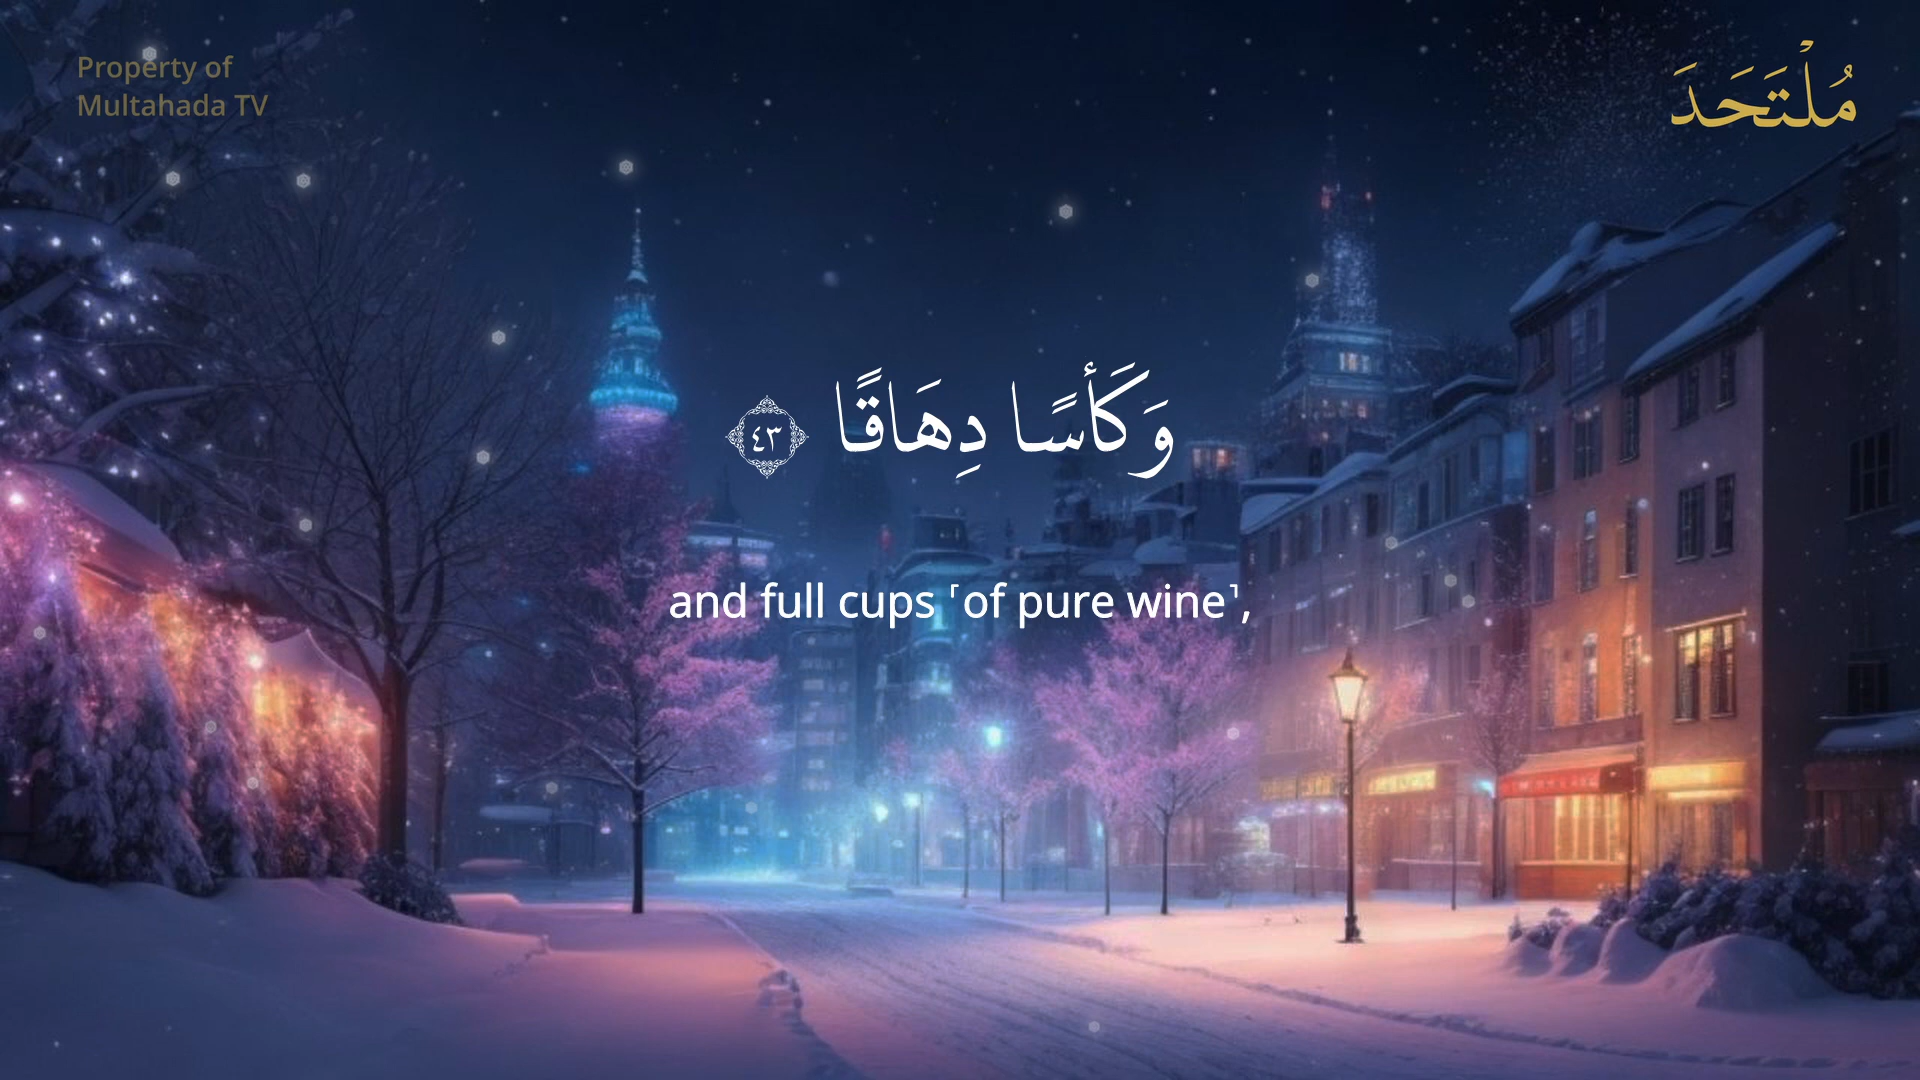 Property of
Multahada TV
مُلْتَحَدَ
وَكَأْسًا دِهَاقًا ٤٣
and full cups ˹of pure wine˺,